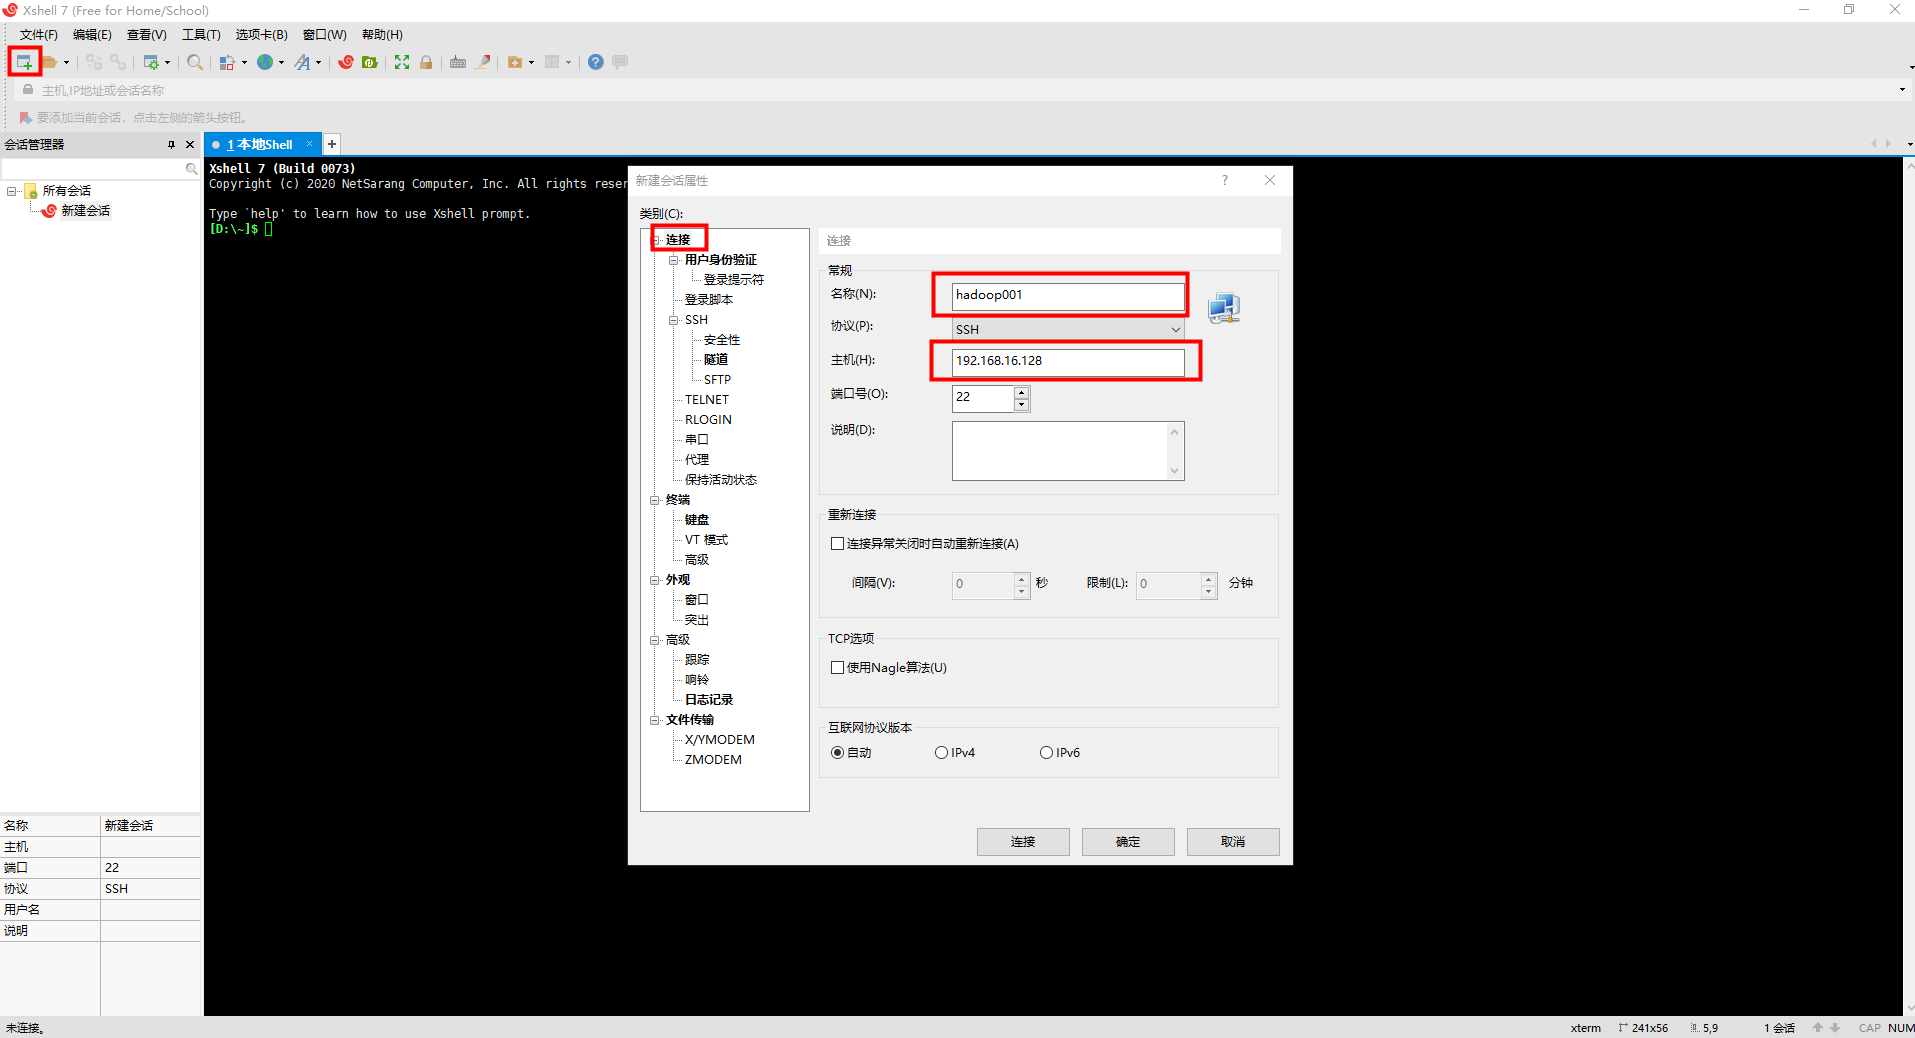 Xshell 7 (Free for Home/School)
文件(F) 编辑(E) 查看(V) 工具(T) 选项卡(B) 窗口(W) 帮助(H)
主机,IP地址或会话名称
要添加当前会话，点击左侧的箭头按钮。
会话管理器
1 本地Shell
所有会话
新建会话
Xshell 7 (Build 0073)
Copyright (c) 2020 NetSarang Computer, Inc. All rights reser
Type `help' to learn how to use Xshell prompt.
[D:\~]$
新建会话属性
类别(C):
连接
用户身份验证
登录提示符
登录脚本
SSH
安全性
隧道
SFTP
TELNET
RLOGIN
串口
代理
保持活动状态
终端
键盘
VT 模式
高级
外观
窗口
突出
高级
跟踪
响铃
日志记录
文件传输
X/YMODEM
ZMODEM
连接
常规
名称(N): hadoop001
协议(P): SSH
主机(H): 192.168.16.128
端口号(O): 22
说明(D):
重新连接
连接异常关闭时自动重新连接(A)
间隔(V): 0 秒 限制(L): 0 分钟
TCP选项
使用Nagle算法(U)
互联网协议版本
自动 IPv4 IPv6
连接 确定 取消
名称 新建会话
主机
端口 22
协议 SSH
用户名
说明
未连接。
xterm 241x56 5,9 1 会话 CAP NUM